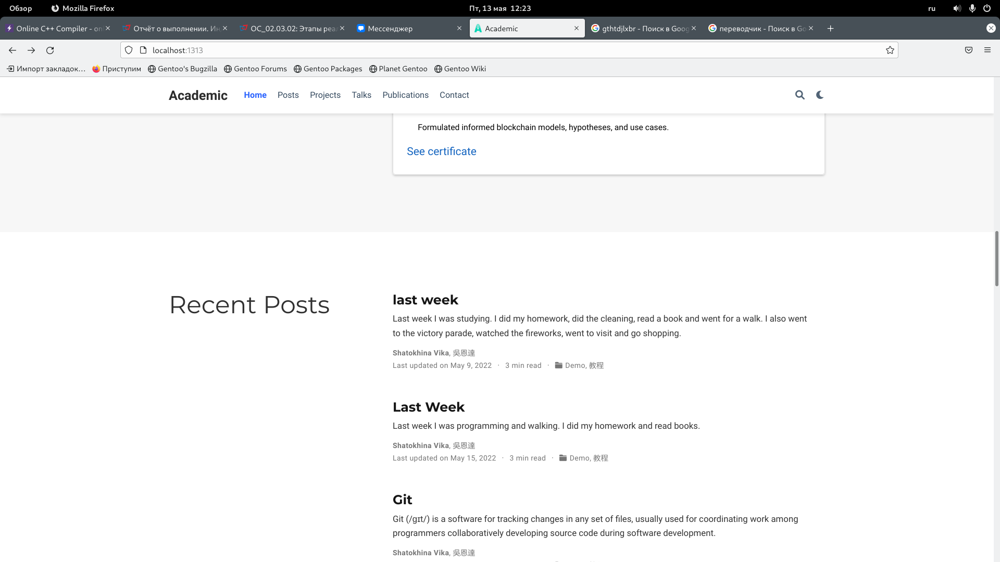 Обзор Mozilla Firefox Пт, 13 мая 12:23 ru
Online C++ Compiler - onl Отчёт о выполнении. Ин ОС_02.03.02: Этапы реа Мессенджер Academic gthtdjlxbr - Поиск в Goog переводчик - Поиск в Go
localhost:1313
Импорт закладок… Приступим Gentoo's Bugzilla Gentoo Forums Gentoo Packages Planet Gentoo Gentoo Wiki
Academic Home Posts Projects Talks Publications Contact
Formulated informed blockchain models, hypotheses, and use cases.
See certificate
Recent Posts
last week
Last week I was studying. I did my homework, did the cleaning, read a book and went for a walk. I also went
to the victory parade, watched the fireworks, went to visit and go shopping.
Shatokhina Vika, 吳恩達
Last updated on May 9, 2022 · 3 min read · Demo, 教程
Last Week
Last week I was programming and walking. I did my homework and read books.
Shatokhina Vika, 吳恩達
Last updated on May 15, 2022 · 3 min read · Demo, 教程
Git
Git (/ɡɪt/) is a software for tracking changes in any set of files, usually used for coordinating work among
programmers collaboratively developing source code during software development.
Shatokhina Vika, 吳恩達